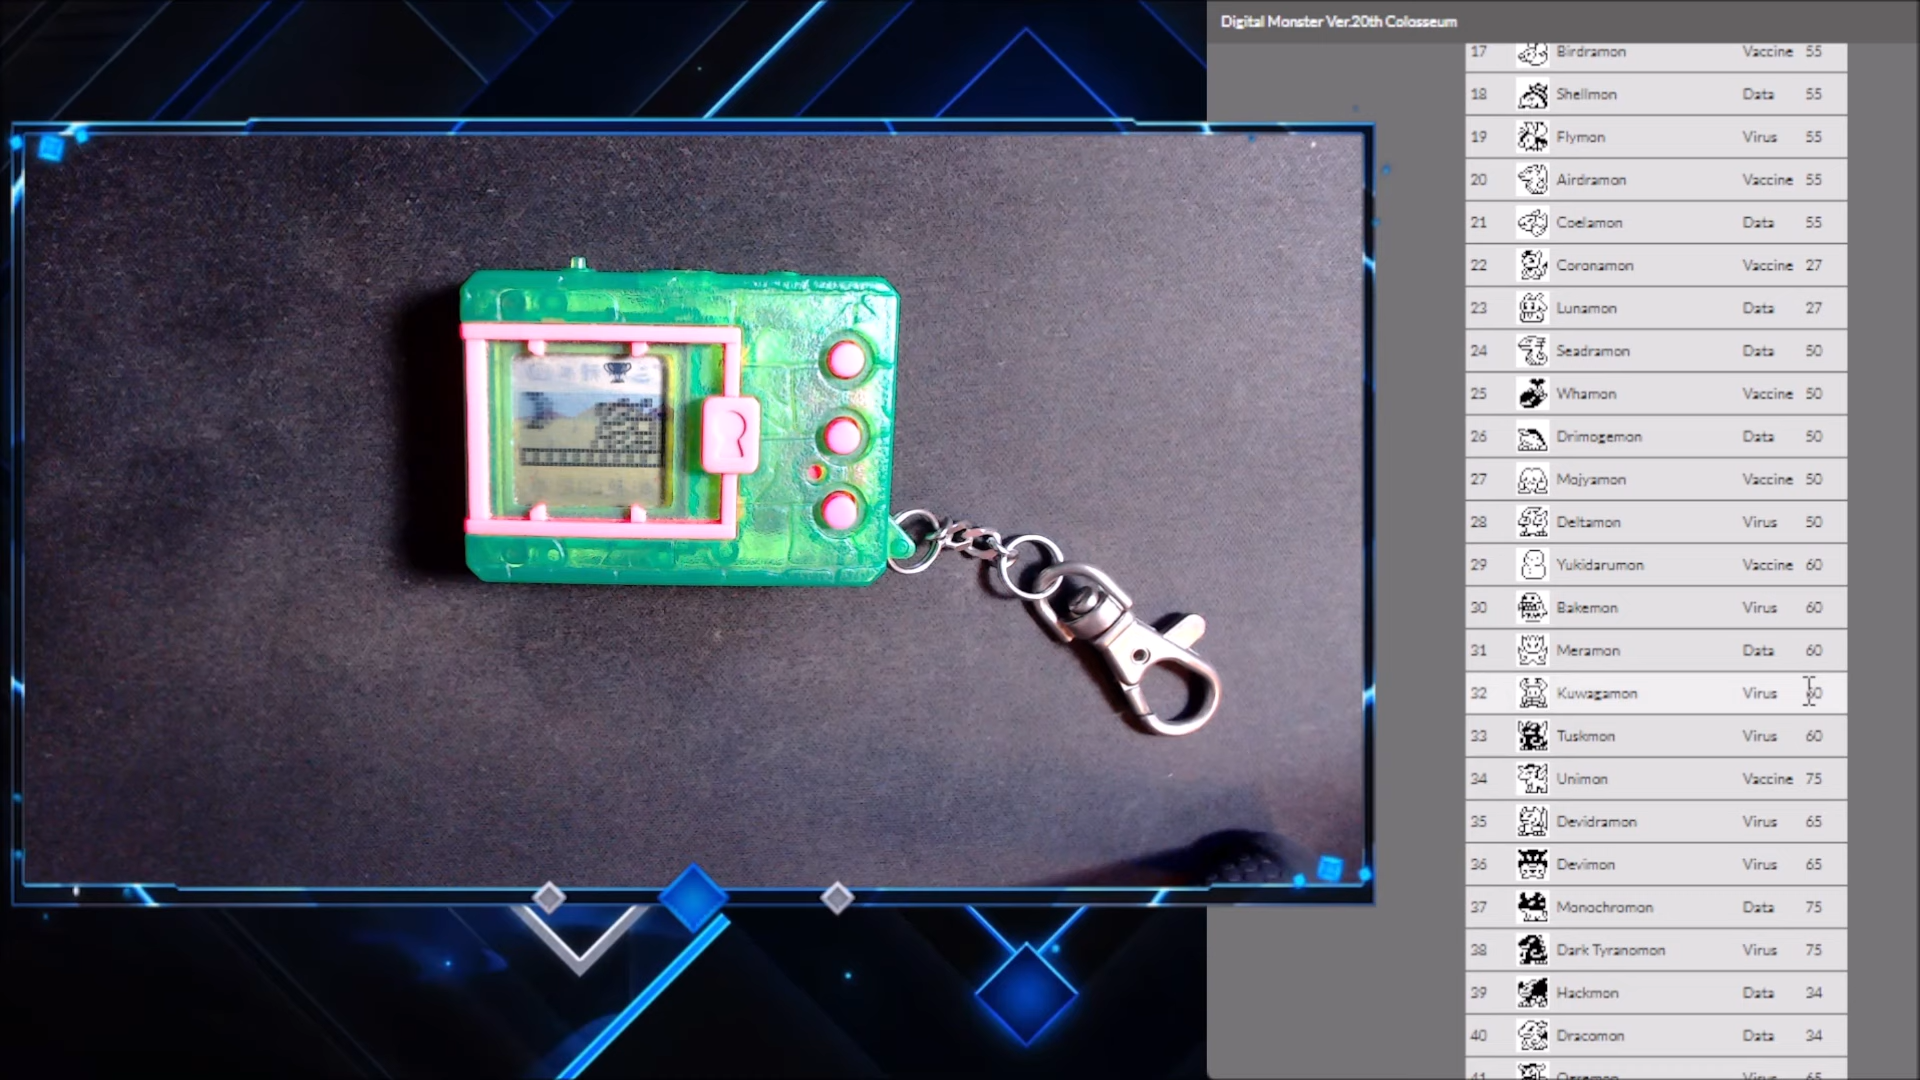 Digital Monster Ver.20th Colosseum
17 Birdramon Vaccine 55
18 Shellmon Data 55
19 Flymon Virus 55
20 Airdramon Vaccine 55
21 Coelamon Data 55
22 Coronamon Vaccine 27
23 Lunamon Data 27
24 Seadramon Data 50
25 Whamon Vaccine 50
26 Drimogemon Data 50
27 Mojyamon Vaccine 50
28 Deltamon Virus 50
29 Yukidarumon Vaccine 60
30 Bakemon Virus 60
31 Meramon Data 60
32 Kuwagamon Virus
33 Tuskmon Virus 60
34 Unimon Vaccine 75
35 Devidramon Virus 65
36 Devimon Virus 65
37 Monochromon Data 75
38 Dark Tyranomon Virus 75
39 Hackmon Data 34
40 Dracomon Data 34
41 Ogremon Virus 65